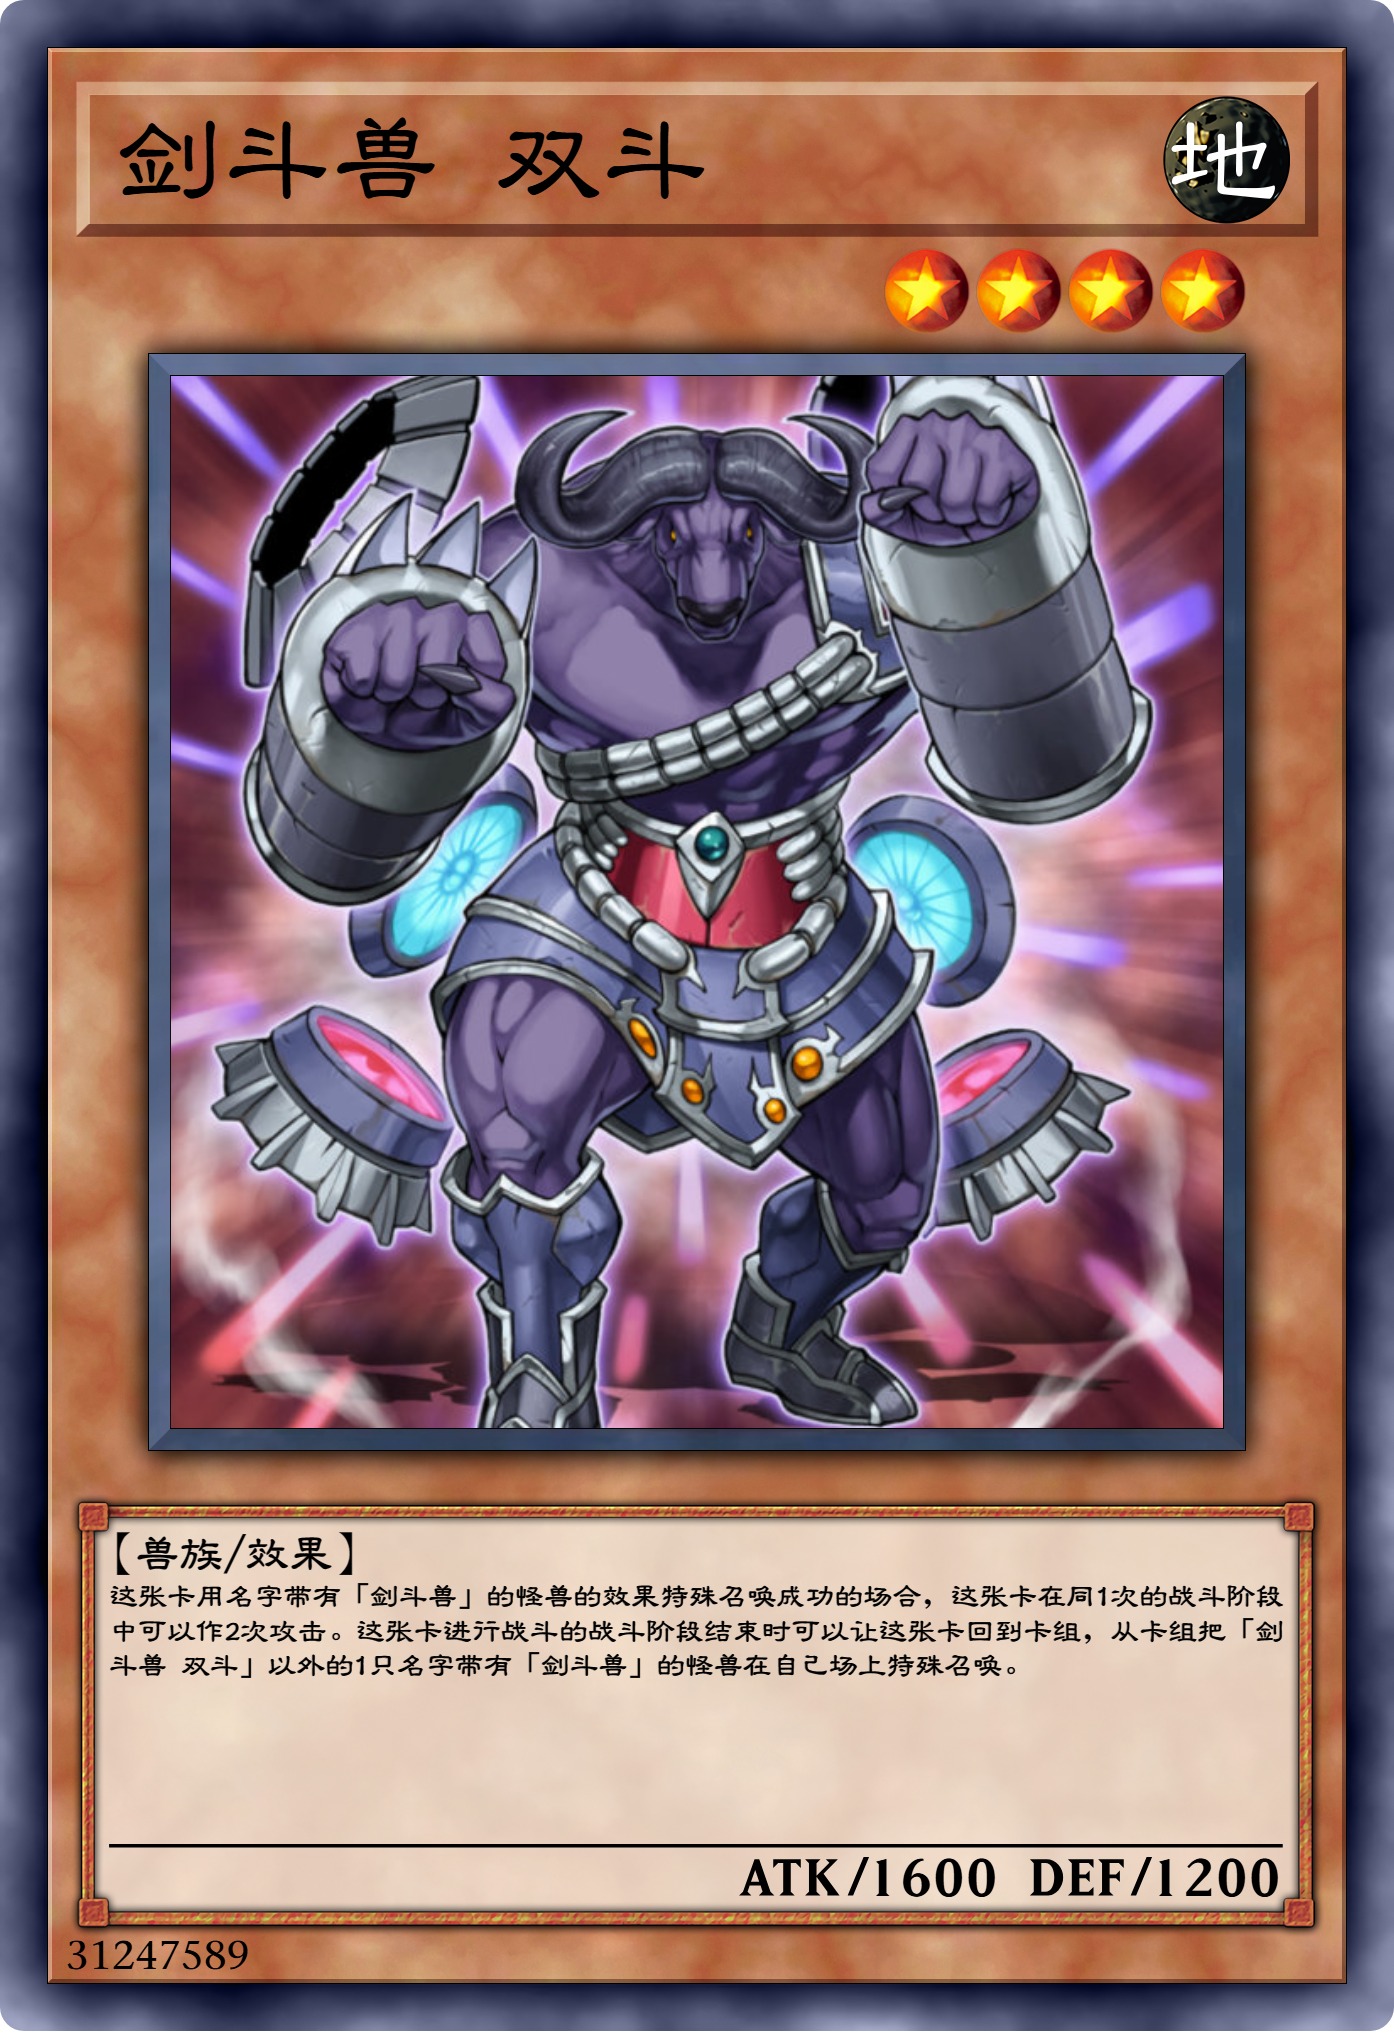 剑斗兽 双斗
地
【兽族/效果】
这张卡用名字带有「剑斗兽」的怪兽的效果特殊召唤成功的场合，这张卡在同1次的战斗阶段
中可以作2次攻击。这张卡进行战斗的战斗阶段结束时可以让这张卡回到卡组，从卡组把「剑
斗兽 双斗」以外的1只名字带有「剑斗兽」的怪兽在自己场上特殊召唤。
ATK/1600 DEF/1200
31247589